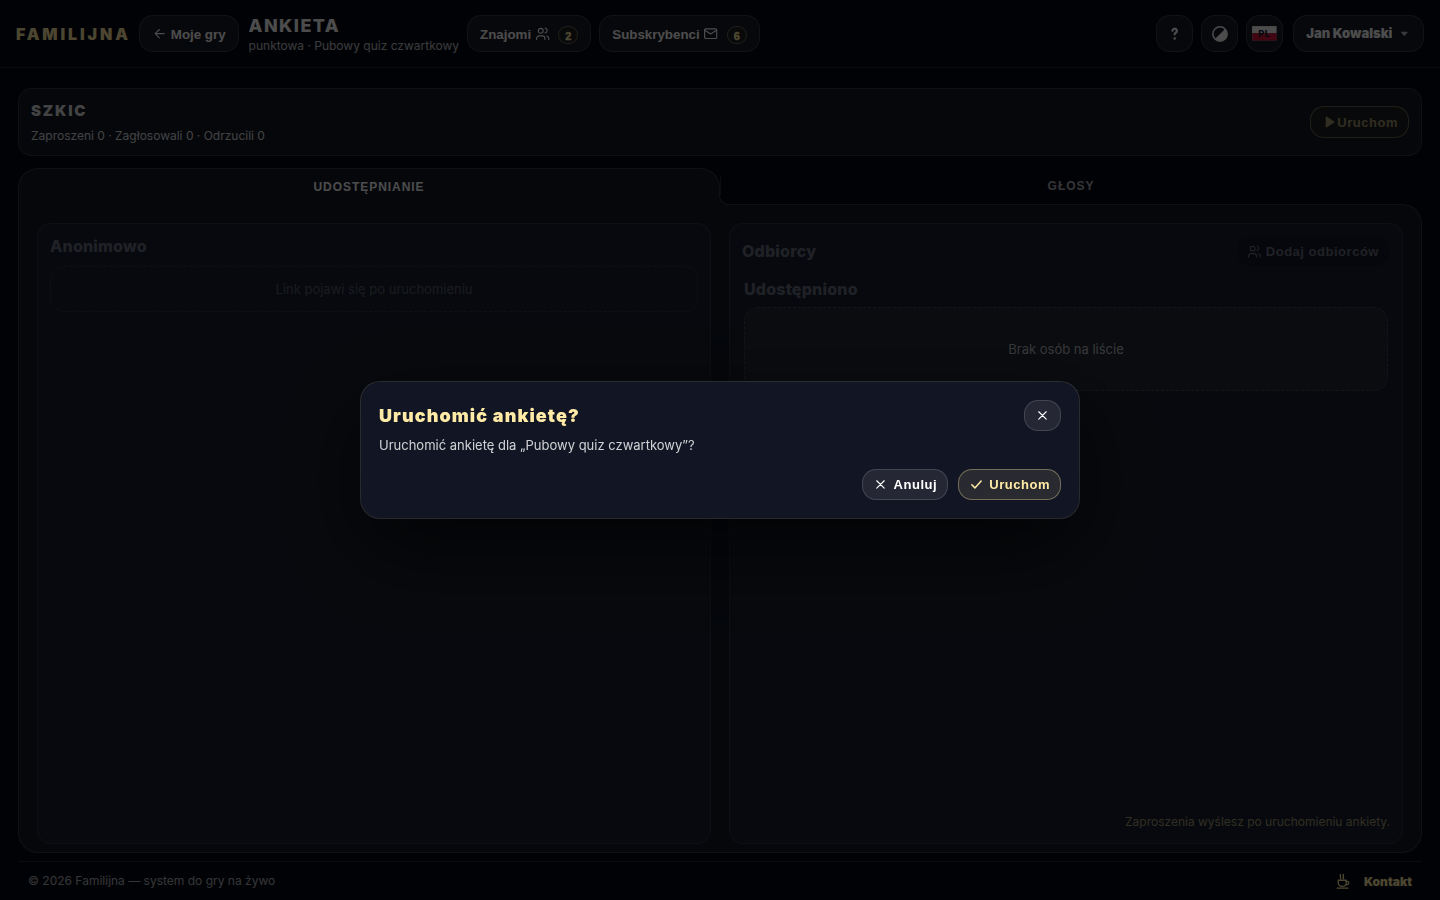 FAMILIJNA
Moje gry
ANKIETA
punktowa · Pubowy quiz czwartkowy
Znajomi 2
Subskrybenci 6
?
PL
Jan Kowalski
SZKIC
Zaproszeni 0 · Zagłosowali 0 · Odrzucili 0
Uruchom
UDOSTĘPNIANIE
GŁOSY
Anonimowo
Link pojawi się po uruchomieniu
Odbiorcy
Dodaj odbiorców
Udostępniono
Brak osób na liście
Uruchomić ankietę?
Uruchomić ankietę dla „Pubowy quiz czwartkowy”?
Anuluj
Uruchom
Zaproszenia wyślesz po uruchomieniu ankiety.
© 2026 Familijna — system do gry na żywo
Kontakt